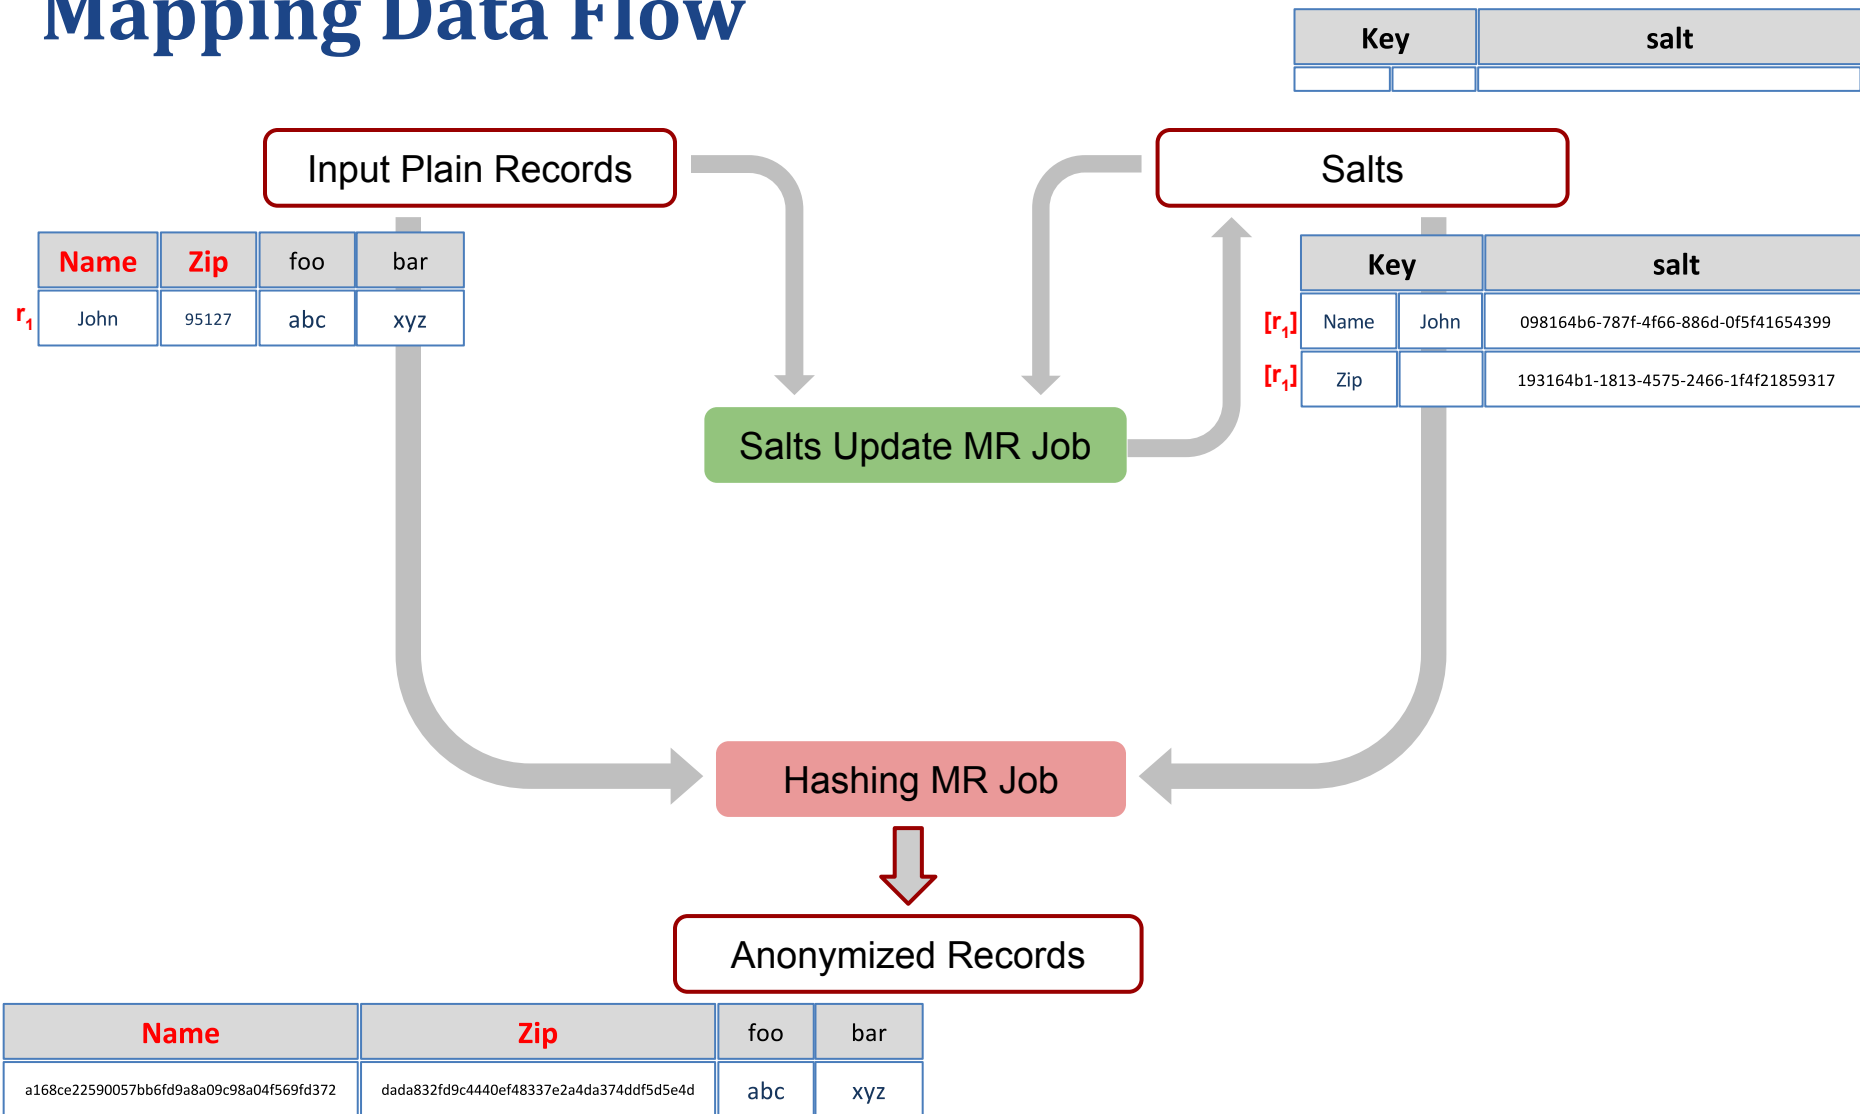 Mapping Data Flow
Key salt
Input Plain Records
Salts
Name Zip foo bar
r1 John 95127 abc xyz
Key salt
[r1] Name John 098164b6-787f-4f66-886d-0f5f41654399
[r1] Zip 193164b1-1813-4575-2466-1f4f21859317
Salts Update MR Job
Hashing MR Job
Anonymized Records
Name Zip foo bar
a168ce22590057bb6fd9a8a09c98a04f569fd372 dada832fd9c4440ef48337e2a4da374ddf5d5e4d abc xyz